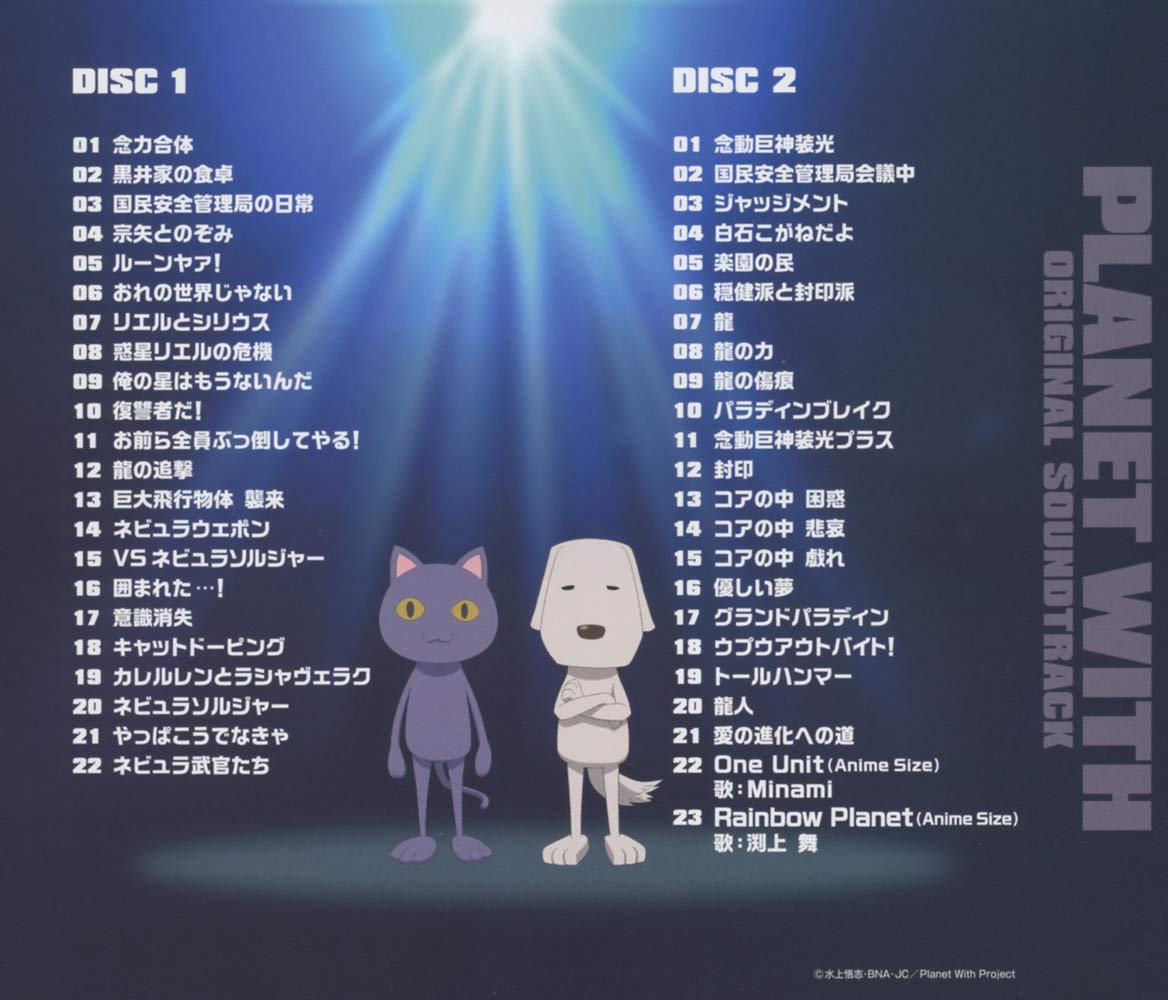 DISC 1
01 念力合体
02 黒井家の食卓
03 国民安全管理局の日常
04 宗矢とのぞみ
05 ルーンヤァ!
06 おれの世界じゃない
07 リエルとシリウス
08 惑星リエルの危機
09 俺の星はもうないんだ
10 復讐者だ!
11 お前ら全員ぶっ倒してやる!
12 龍の追撃
13 巨大飛行物体 襲来
14 ネビュラウエポン
15 VSネビュラソルジャー
16 囲まれた…!
17 意識消失
18 キャットドーピング
19 カレルレンとラシャヴェラク
20 ネビュラソルジャー
21 やっぱこうでなきゃ
22 ネビュラ武官たち
DISC 2
01 念動巨神装光
02 国民安全管理局会議中
03 ジャッジメント
04 白石こがねだよ
05 楽園の民
06 穏健派と封印派
07 龍
08 龍の力
09 龍の傷痕
10 パラディンブレイク
11 念動巨神装光プラス
12 封印
13 コアの中 困惑
14 コアの中 悲哀
15 コアの中 戯れ
16 優しい夢
17 グランドパラディン
18 ウプウアウトバイト!
19 トールハンマー
20 龍人
21 愛の進化への道
22 One Unit(Anime Size)
歌:Minami
23 Rainbow Planet(Anime Size)
歌:渕上 舞
PLANET WITH
ORIGINAL SOUNDTRACK
©水上悟志・BNA・JC/Planet With Project